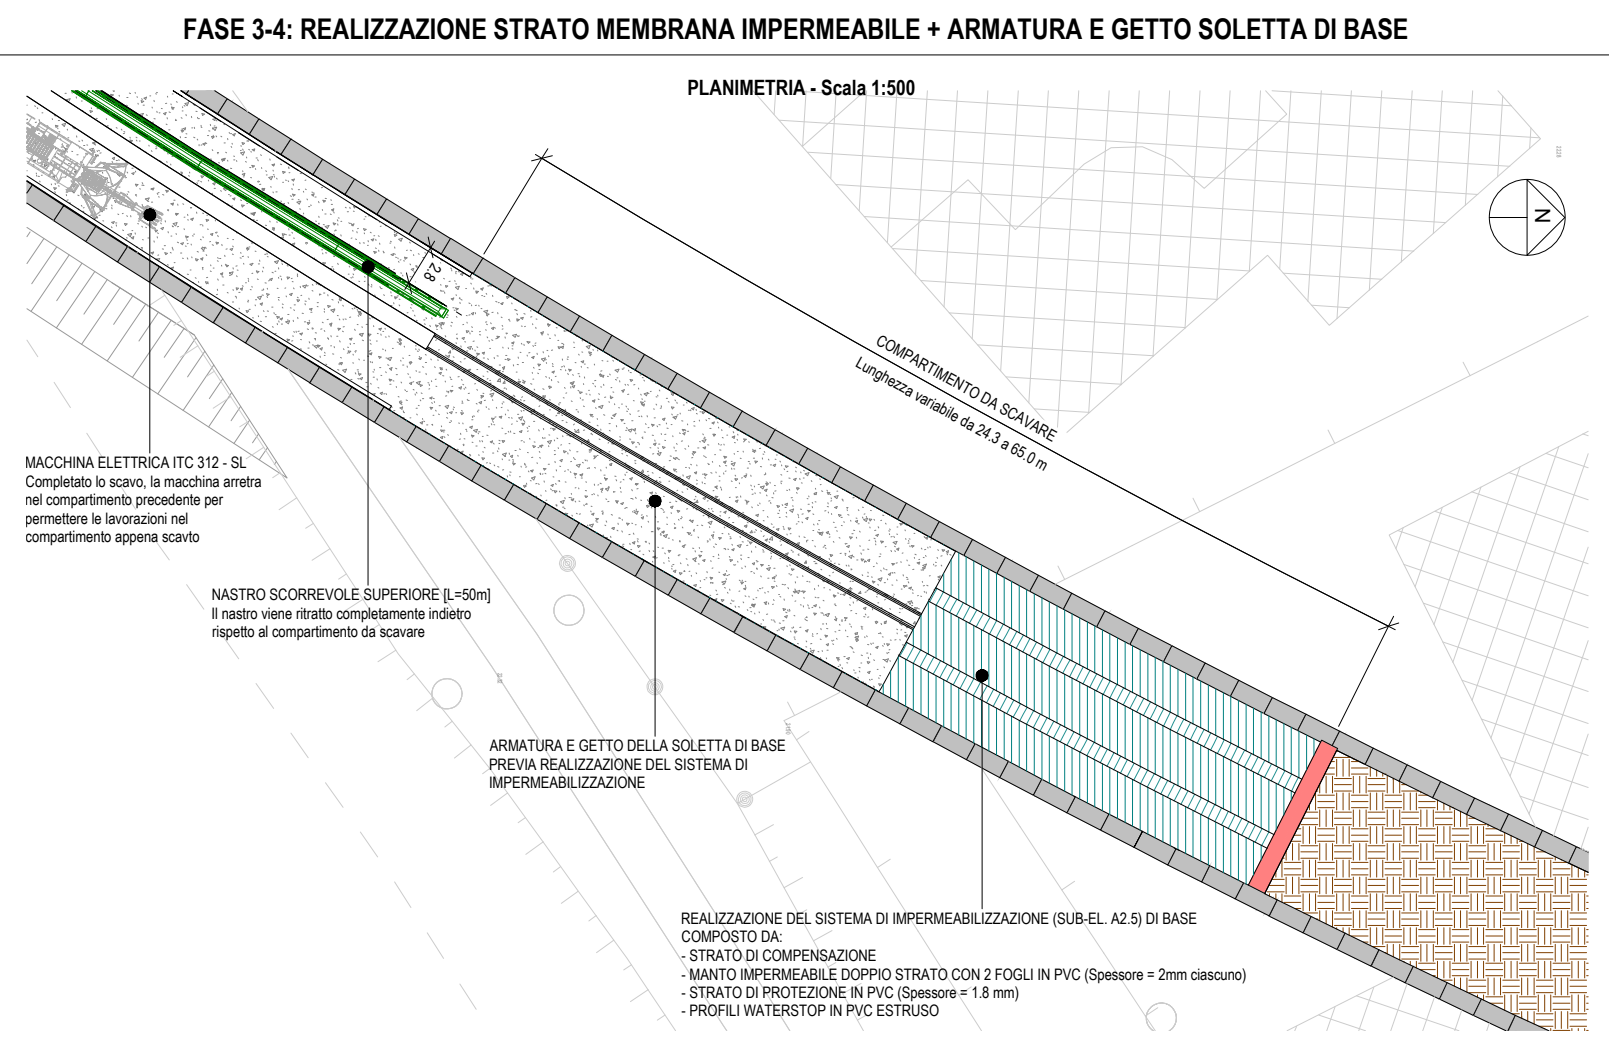 FASE 3-4: REALIZZAZIONE STRATO MEMBRANA IMPERMEABILE + ARMATURA E GETTO SOLETTA DI BASE
PLANIMETRIA - Scala 1:500
N
2.8
COMPARTIMENTO DA SCAVARE
Lunghezza variabile da 24.3 a 65.0 m
MACCHINA ELETTRICA ITC 312 - SL
Completato lo scavo, la macchina arretra
nel compartimento precedente per
permettere le lavorazioni nel
compartimento appena scavto
NASTRO SCORREVOLE SUPERIORE [L=50m]
Il nastro viene ritratto completamente indietro
rispetto al compartimento da scavare
ARMATURA E GETTO DELLA SOLETTA DI BASE
PREVIA REALIZZAZIONE DEL SISTEMA DI
IMPERMEABILIZZAZIONE
REALIZZAZIONE DEL SISTEMA DI IMPERMEABILIZZAZIONE (SUB-EL. A2.5) DI BASE
COMPOSTO DA:
- STRATO DI COMPENSAZIONE
- MANTO IMPERMEABILE DOPPIO STRATO CON 2 FOGLI IN PVC (Spessore = 2mm ciascuno)
- STRATO DI PROTEZIONE IN PVC (Spessore = 1.8 mm)
- PROFILI WATERSTOP IN PVC ESTRUSO